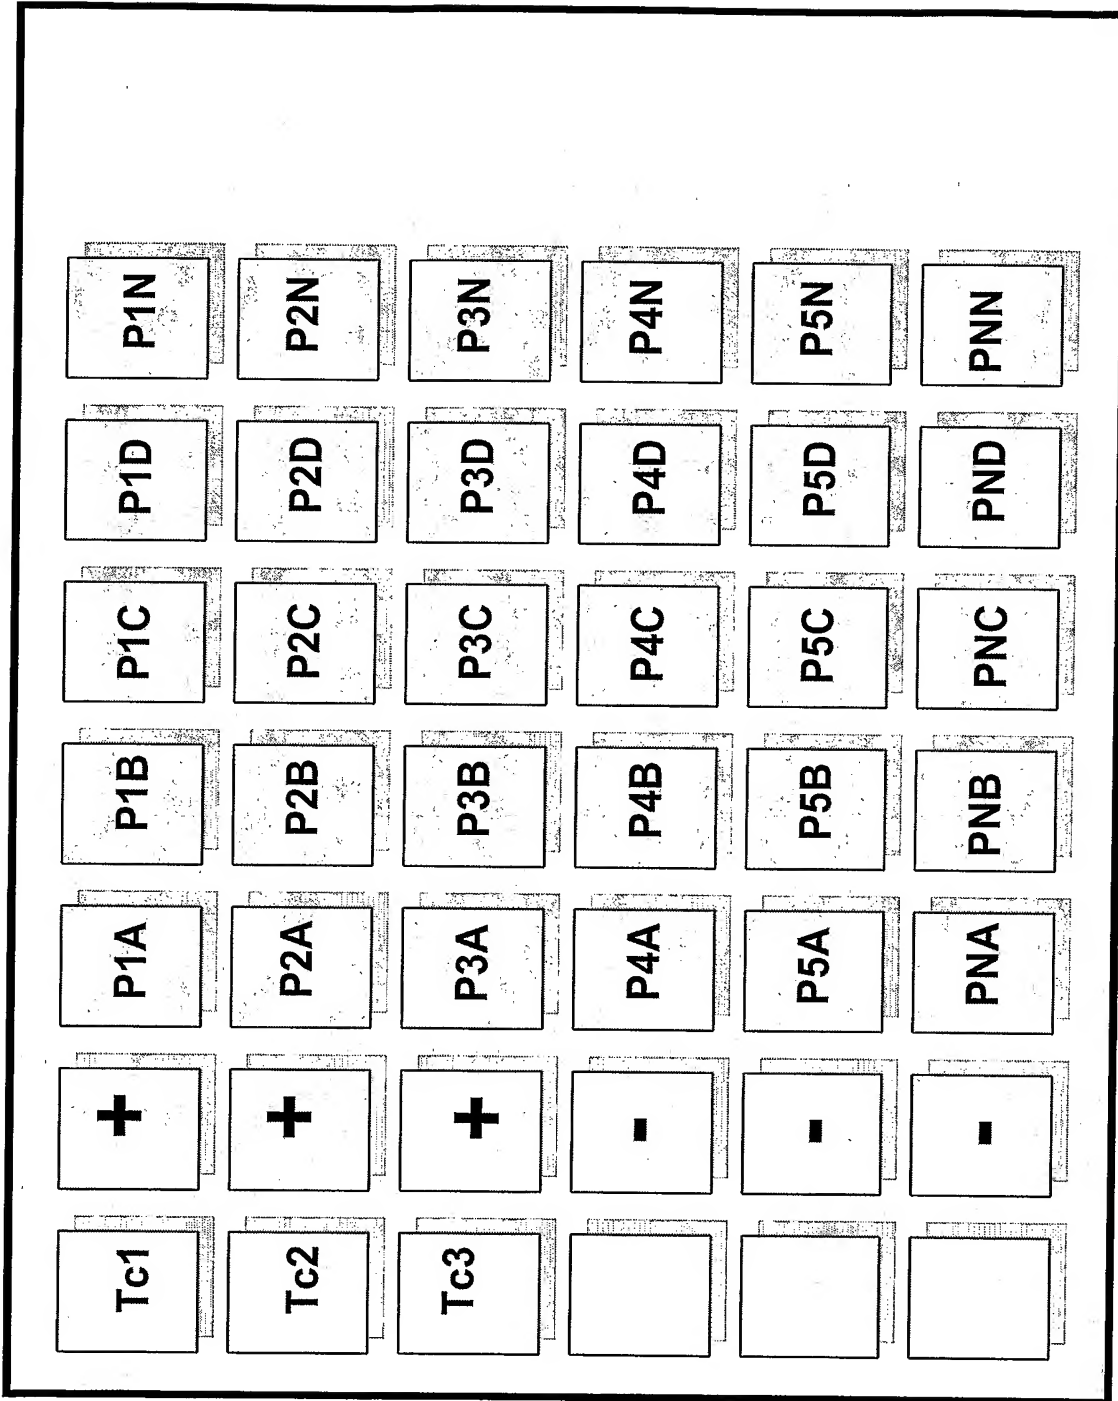 Tc1 + P1A P1B P1C P1D P1N
Tc2 + P2A P2B P2C P2D P2N
Tc3 + P3A P3B P3C P3D P3N
- P4A P4B P4C P4D P4N
- P5A P5B P5C P5D P5N
- PNA PNB PNC PND PNN